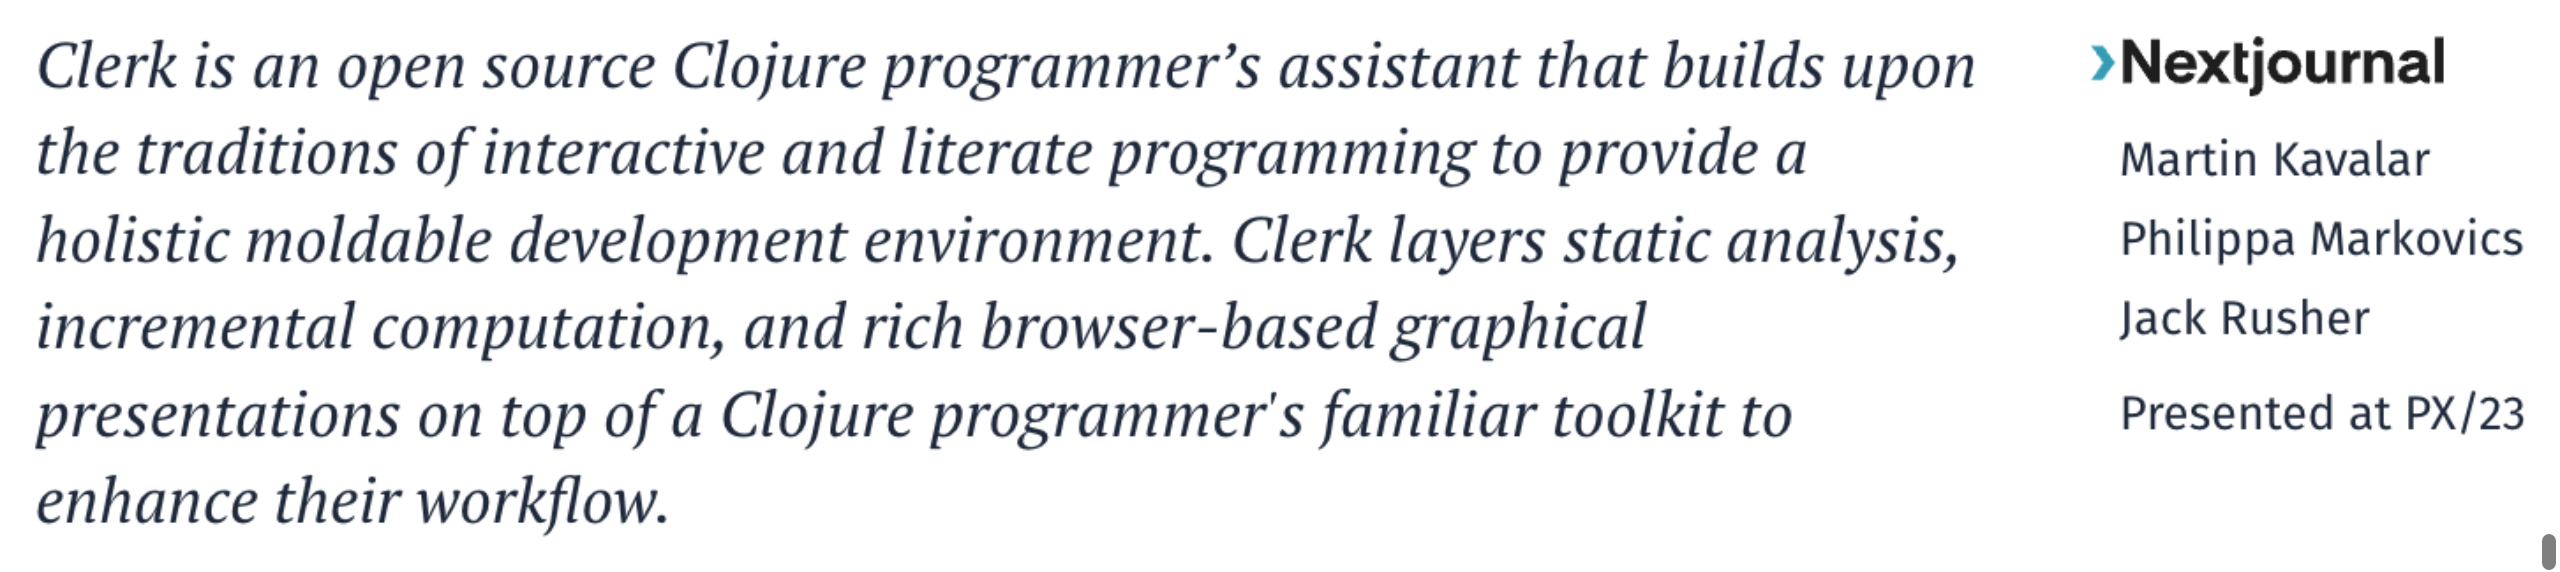 Clerk is an open source Clojure programmer’s assistant that builds upon
the traditions of interactive and literate programming to provide a
holistic moldable development environment. Clerk layers static analysis,
incremental computation, and rich browser-based graphical
presentations on top of a Clojure programmer's familiar toolkit to
enhance their workflow.
Nextjournal
Martin Kavalar
Philippa Markovics
Jack Rusher
Presented at PX/23